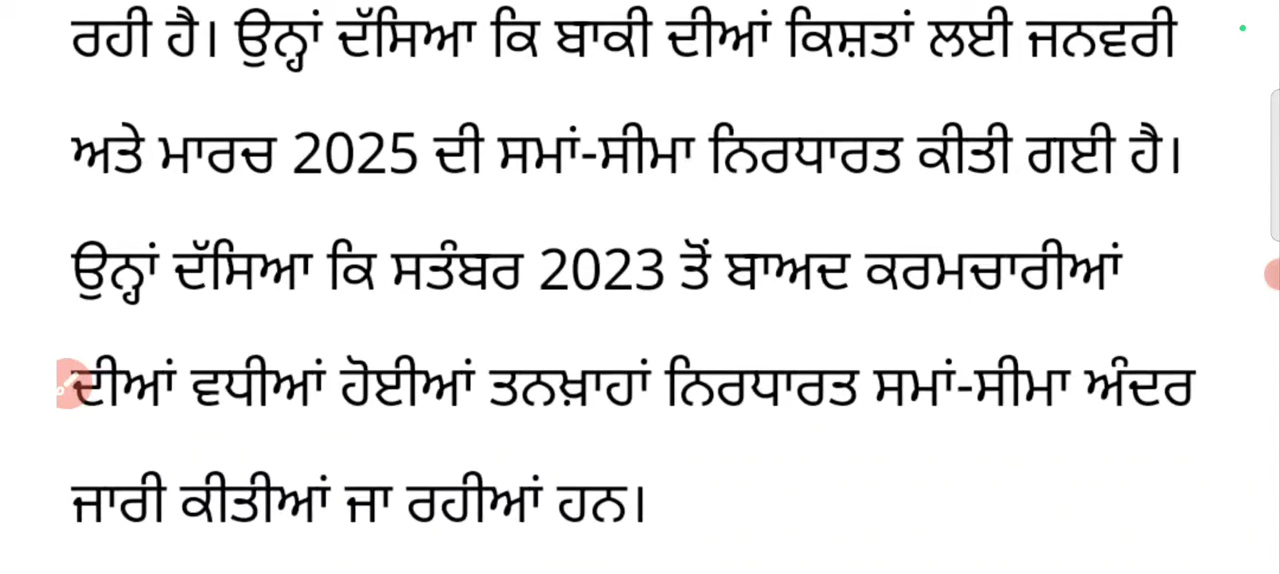 ਰਹੀ ਹੈ। ਉਨ੍ਹਾਂ ਦੱਸਿਆ ਕਿ ਬਾਕੀ ਦੀਆਂ ਕਿਸ਼ਤਾਂ ਲਈ ਜਨਵਰੀ
ਅਤੇ ਮਾਰਚ 2025 ਦੀ ਸਮਾਂ-ਸੀਮਾ ਨਿਰਧਾਰਤ ਕੀਤੀ ਗਈ ਹੈ।
ਉਨ੍ਹਾਂ ਦੱਸਿਆ ਕਿ ਸਤੰਬਰ 2023 ਤੋਂ ਬਾਅਦ ਕਰਮਚਾਰੀਆਂ
ਦੀਆਂ ਵਧੀਆਂ ਹੋਈਆਂ ਤਨਖ਼ਾਹਾਂ ਨਿਰਧਾਰਤ ਸਮਾਂ-ਸੀਮਾ ਅੰਦਰ
ਜਾਰੀ ਕੀਤੀਆਂ ਜਾ ਰਹੀਆਂ ਹਨ।